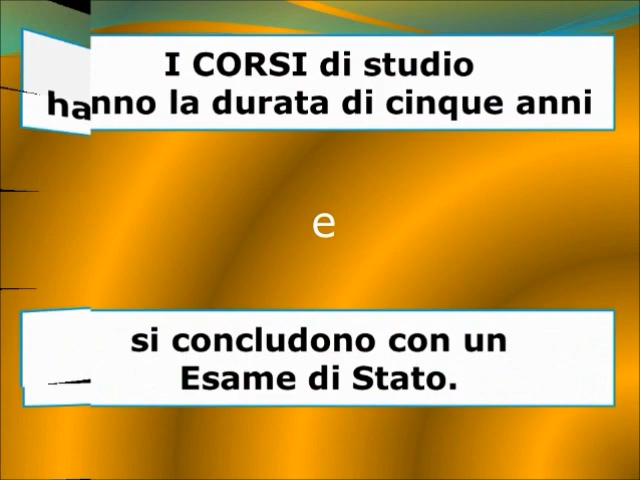 I CORSI di studio
hanno la durata di cinque anni
e
si concludono con un
Esame di Stato.